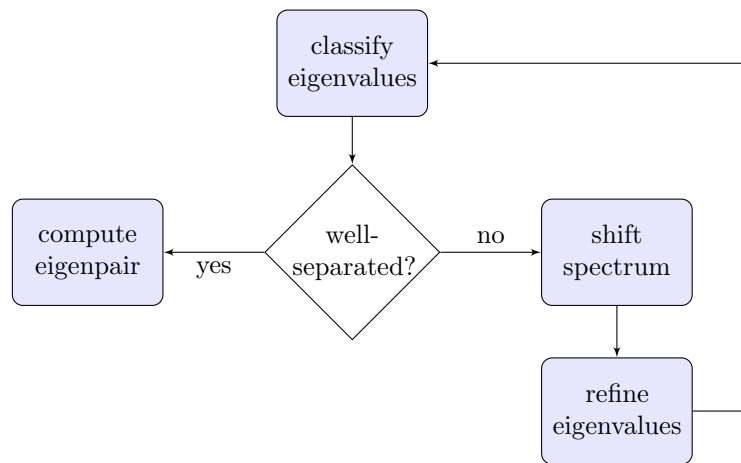 classify
eigenvalues
compute
eigenpair
yes
well-
separated?
no
shift
spectrum
refine
eigenvalues